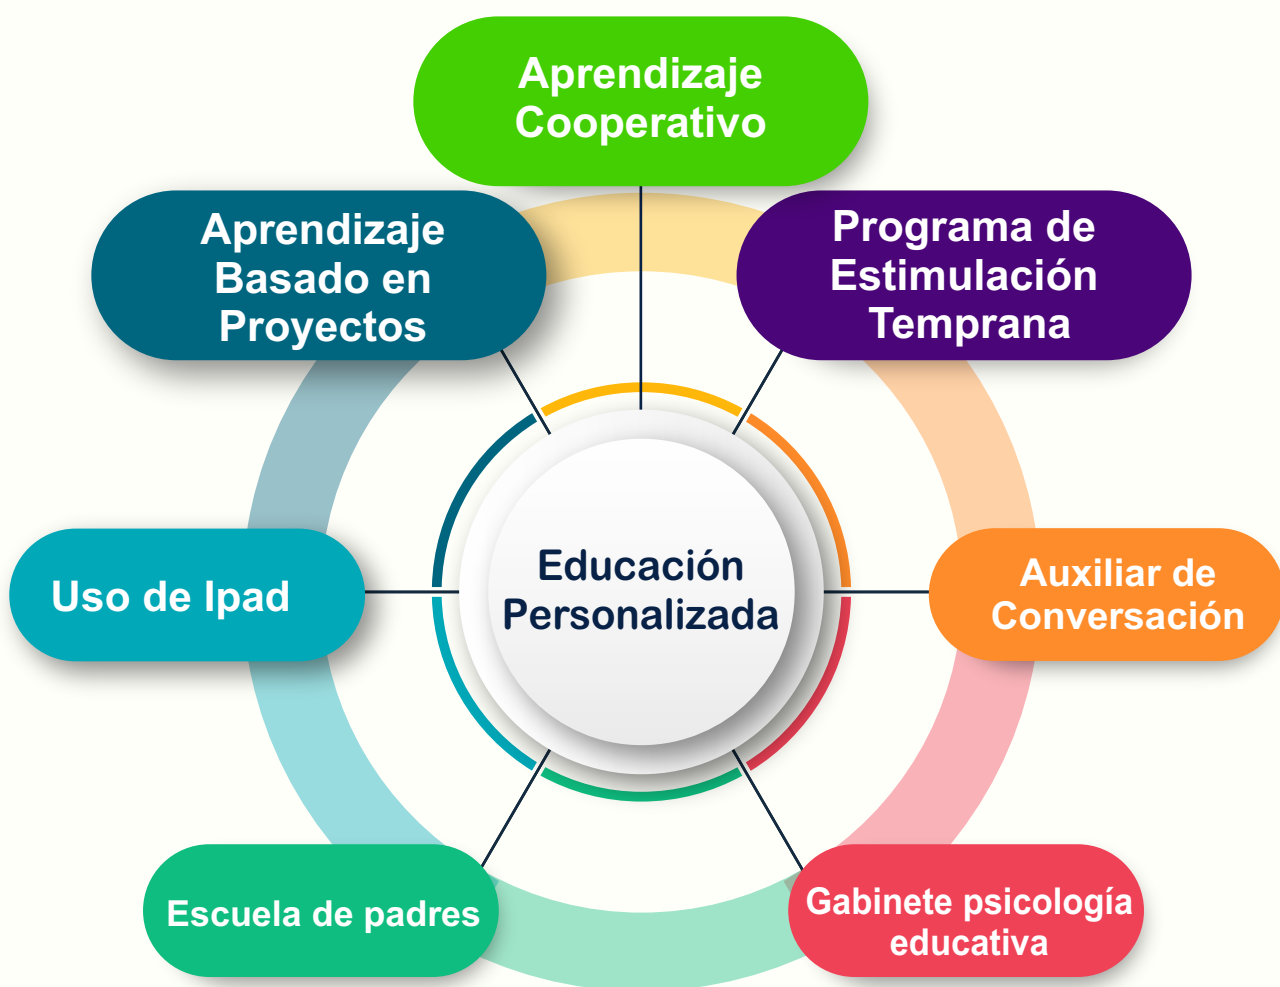 Aprendizaje
Cooperativo
Aprendizaje
Basado en
Proyectos
Programa de
Estimulación
Temprana
Uso de Ipad
Educación
Personalizada
Auxiliar de
Conversación
Escuela de padres
Gabinete psicología
educativa